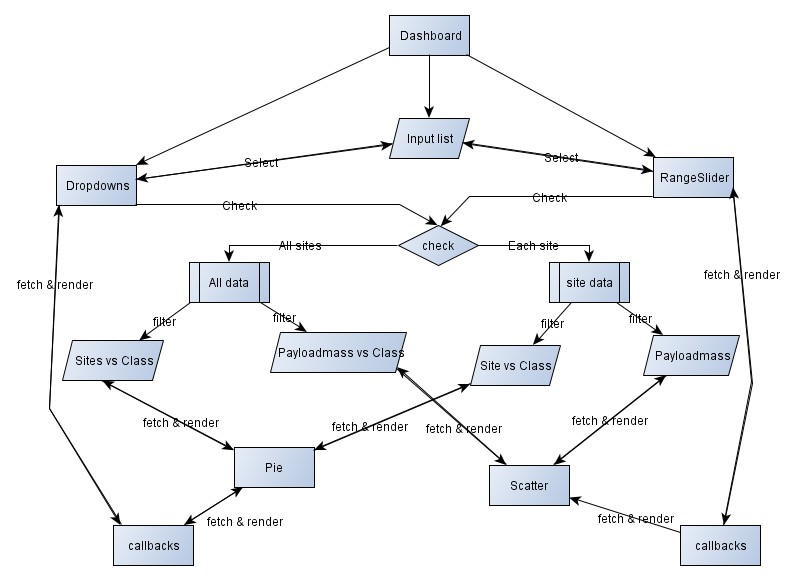 Dashboard
Input list
Select
Select
Dropdowns
RangeSlider
Check
Check
check
All sites
Each site
All data
site data
fetch & render
fetch & render
filter
filter
filter
filter
Sites vs Class
Payloadmass vs Class
Site vs Class
Payloadmass
fetch & render
fetch & render
fetch & render
fetch & render
Pie
Scatter
fetch & render
fetch & render
callbacks
callbacks